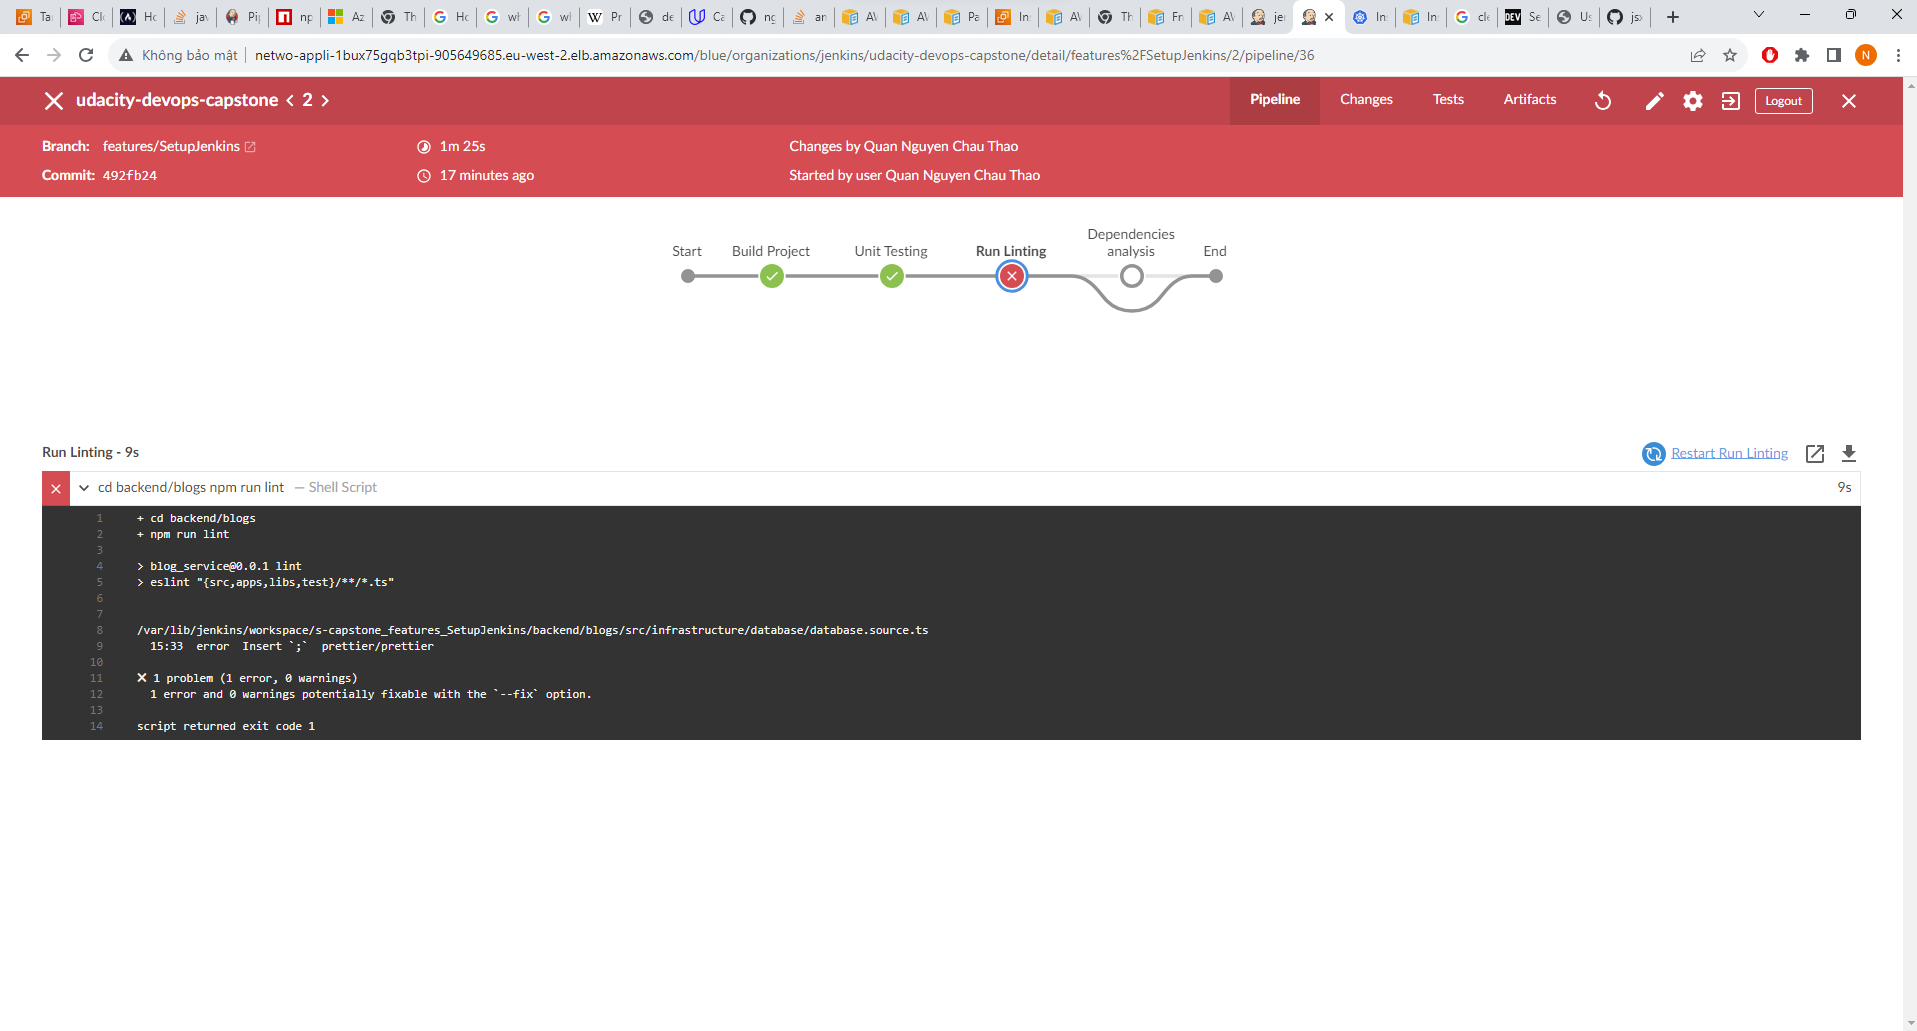 Ta
Cl
Ho
jav
Pi
np
Az
Th
Ho
wh
wl
Pr
de
Ca
ng
an
AV
AV
Pa
In
AV
Th
Fr
AV
je
In
In
cle
Se
Us
jsx
Không bảo mật
netwo-appli-1bux75gqb3tpi-905649685.eu-west-2.elb.amazonaws.com/blue/organizations/jenkins/udacity-devops-capstone/detail/features%2FSetupJenkins/2/pipeline/36
N
udacity-devops-capstone < 2 >
Pipeline Changes Tests Artifacts Logout
Branch: features/SetupJenkins 1m 25s Changes by Quan Nguyen Chau Thao
Commit: 492fb24 17 minutes ago Started by user Quan Nguyen Chau Thao
Start Build Project Unit Testing Run Linting Dependencies analysis End
Run Linting - 9s Restart Run Linting
cd backend/blogs npm run lint — Shell Script 9s
1 + cd backend/blogs
2 + npm run lint
3
4 > blog_service@0.0.1 lint
5 > eslint "{src,apps,libs,test}/**/*.ts"
6
7
8 /var/lib/jenkins/workspace/s-capstone_features_SetupJenkins/backend/blogs/src/infrastructure/database/database.source.ts
9 15:33 error Insert `;` prettier/prettier
10
11 ✕ 1 problem (1 error, 0 warnings)
12 1 error and 0 warnings potentially fixable with the `--fix` option.
13
14 script returned exit code 1